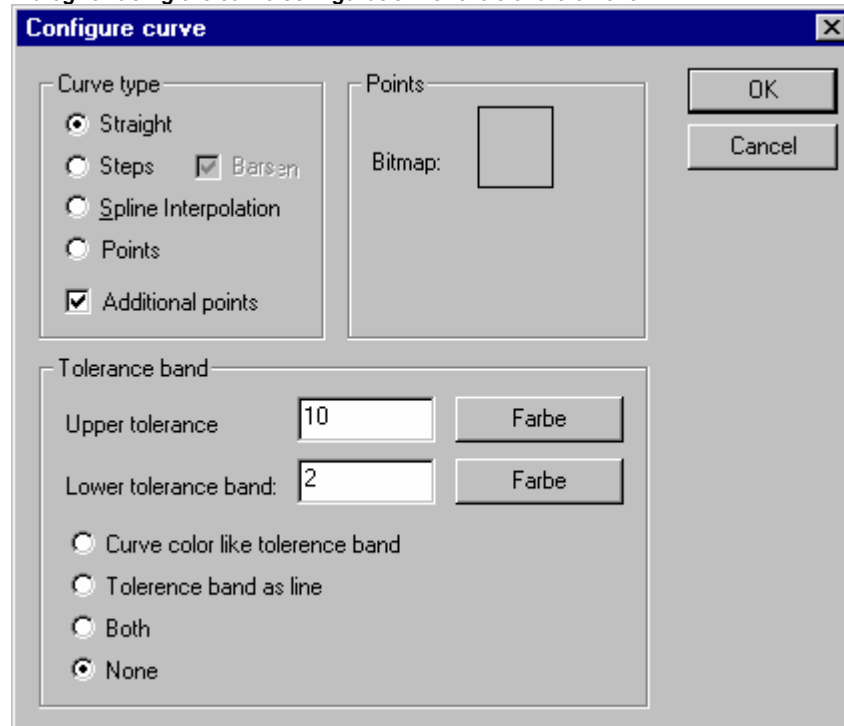 Configure curve
Curve type
Straight
Steps
Spline Interpolation
Points
Additional points
Points
Bitmap:
OK
Cancel
Tolerance band
Upper tolerance
10
Farbe
Lower tolerance band:
2
Farbe
Curve color like tolerence band
Tolerence band as line
Both
None